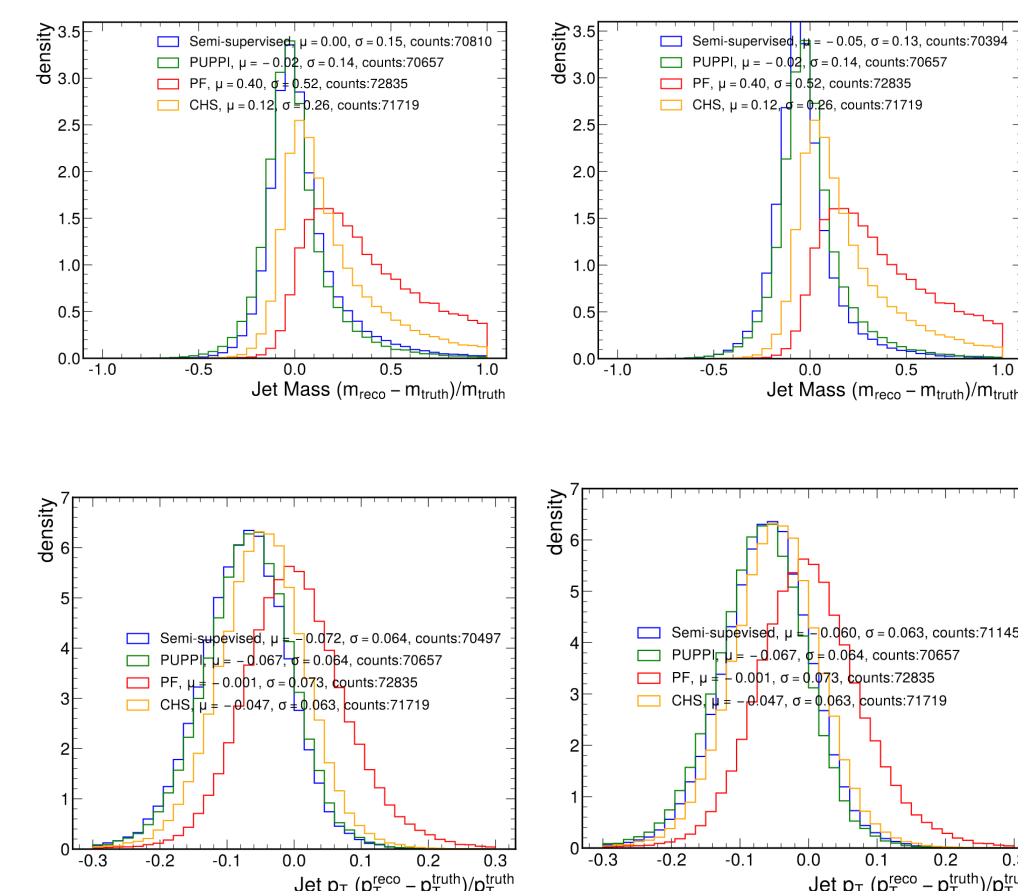 density
3.5
3.0
2.5
2.0
1.5
1.0
0.5
0.0
Semi-supervised, μ = 0.00, σ = 0.15, counts:70810
PUPPI, μ = −0.02, σ = 0.14, counts:70657
PF, μ = 0.40, σ = 0.52, counts:72835
CHS, μ = 0.12, σ = 0.26, counts:71719
-1.0 -0.5 0.0 0.5 1.0
Jet Mass (m_reco − m_truth)/m_truth
density
3.5
3.0
2.5
2.0
1.5
1.0
0.5
0.0
Semi-supervised, μ = −0.05, σ = 0.13, counts:70394
PUPPI, μ = −0.02, σ = 0.14, counts:70657
PF, μ = 0.40, σ = 0.52, counts:72835
CHS, μ = 0.12, σ = 0.26, counts:71719
-1.0 -0.5 0.0 0.5 1.0
Jet Mass (m_reco − m_truth)/m_truth
density
7
6
5
4
3
2
1
0
Semi-supevised, μ = −0.072, σ = 0.064, counts:70497
PUPPI, μ = −0.067, σ = 0.064, counts:70657
PF, μ = −0.001, σ = 0.073, counts:72835
CHS, μ = −0.047, σ = 0.063, counts:71719
-0.3 -0.2 -0.1 0.0 0.1 0.2 0.3
Jet p_T (p_T^reco − p_T^truth)/p_T^truth
density
7
6
5
4
3
2
1
0
Semi-supevised, μ = −0.060, σ = 0.063, counts:71145
PUPPI, μ = −0.067, σ = 0.064, counts:70657
PF, μ = −0.001, σ = 0.073, counts:72835
CHS, μ = −0.047, σ = 0.063, counts:71719
-0.3 -0.2 -0.1 0.0 0.1 0.2 0.3
Jet p_T (p_T^reco − p_T^truth)/p_T^truth